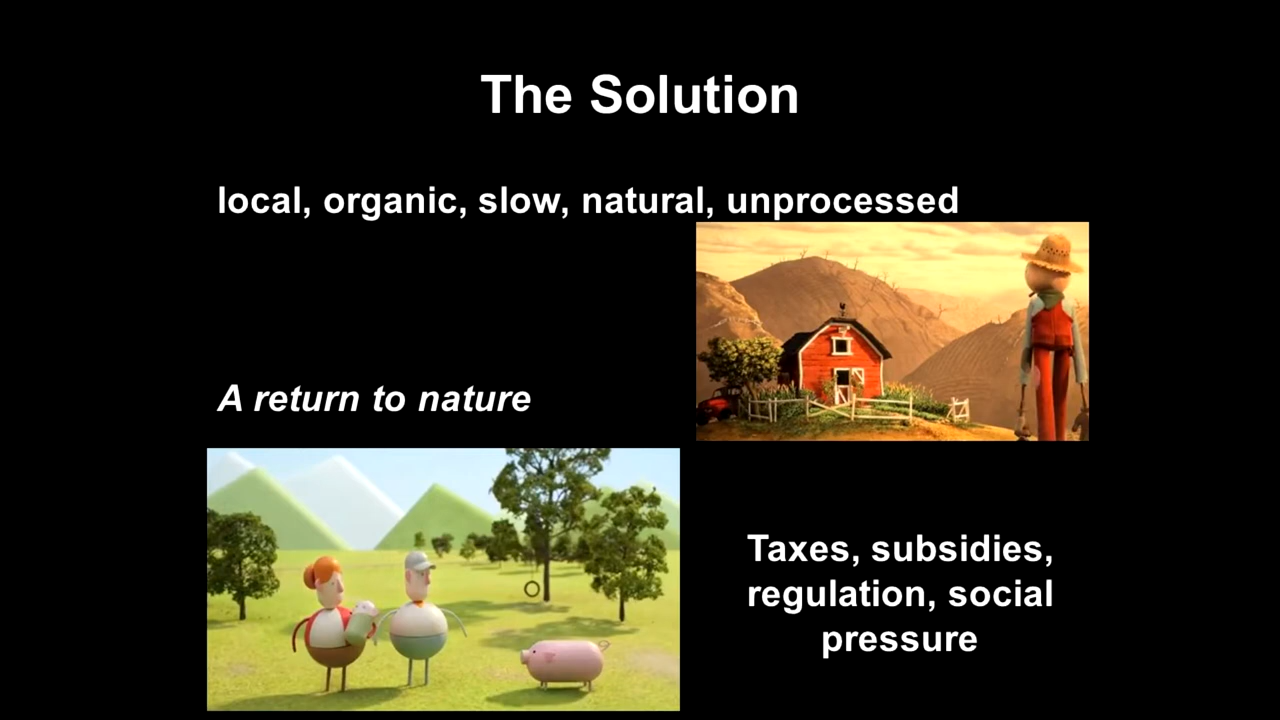 The Solution
local, organic, slow, natural, unprocessed
A return to nature
Taxes, subsidies,
regulation, social
pressure